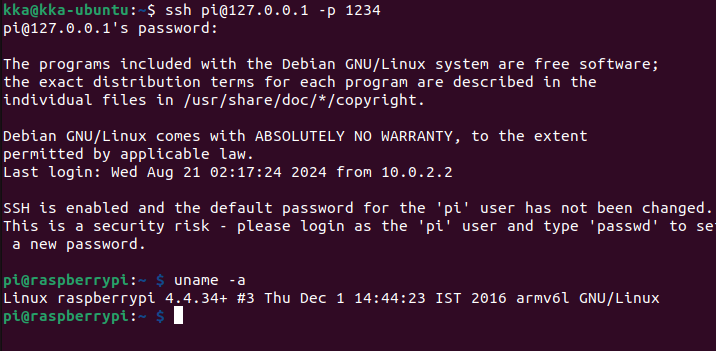 kka@kka-ubuntu:~$ ssh pi@127.0.0.1 -p 1234
pi@127.0.0.1's password:
The programs included with the Debian GNU/Linux system are free software;
the exact distribution terms for each program are described in the
individual files in /usr/share/doc/*/copyright.
Debian GNU/Linux comes with ABSOLUTELY NO WARRANTY, to the extent
permitted by applicable law.
Last login: Wed Aug 21 02:17:24 2024 from 10.0.2.2
SSH is enabled and the default password for the 'pi' user has not been changed.
This is a security risk - please login as the 'pi' user and type 'passwd' to set
a new password.
pi@raspberrypi:~ $ uname -a
Linux raspberrypi 4.4.34+ #3 Thu Dec 1 14:44:23 IST 2016 armv6l GNU/Linux
pi@raspberrypi:~ $